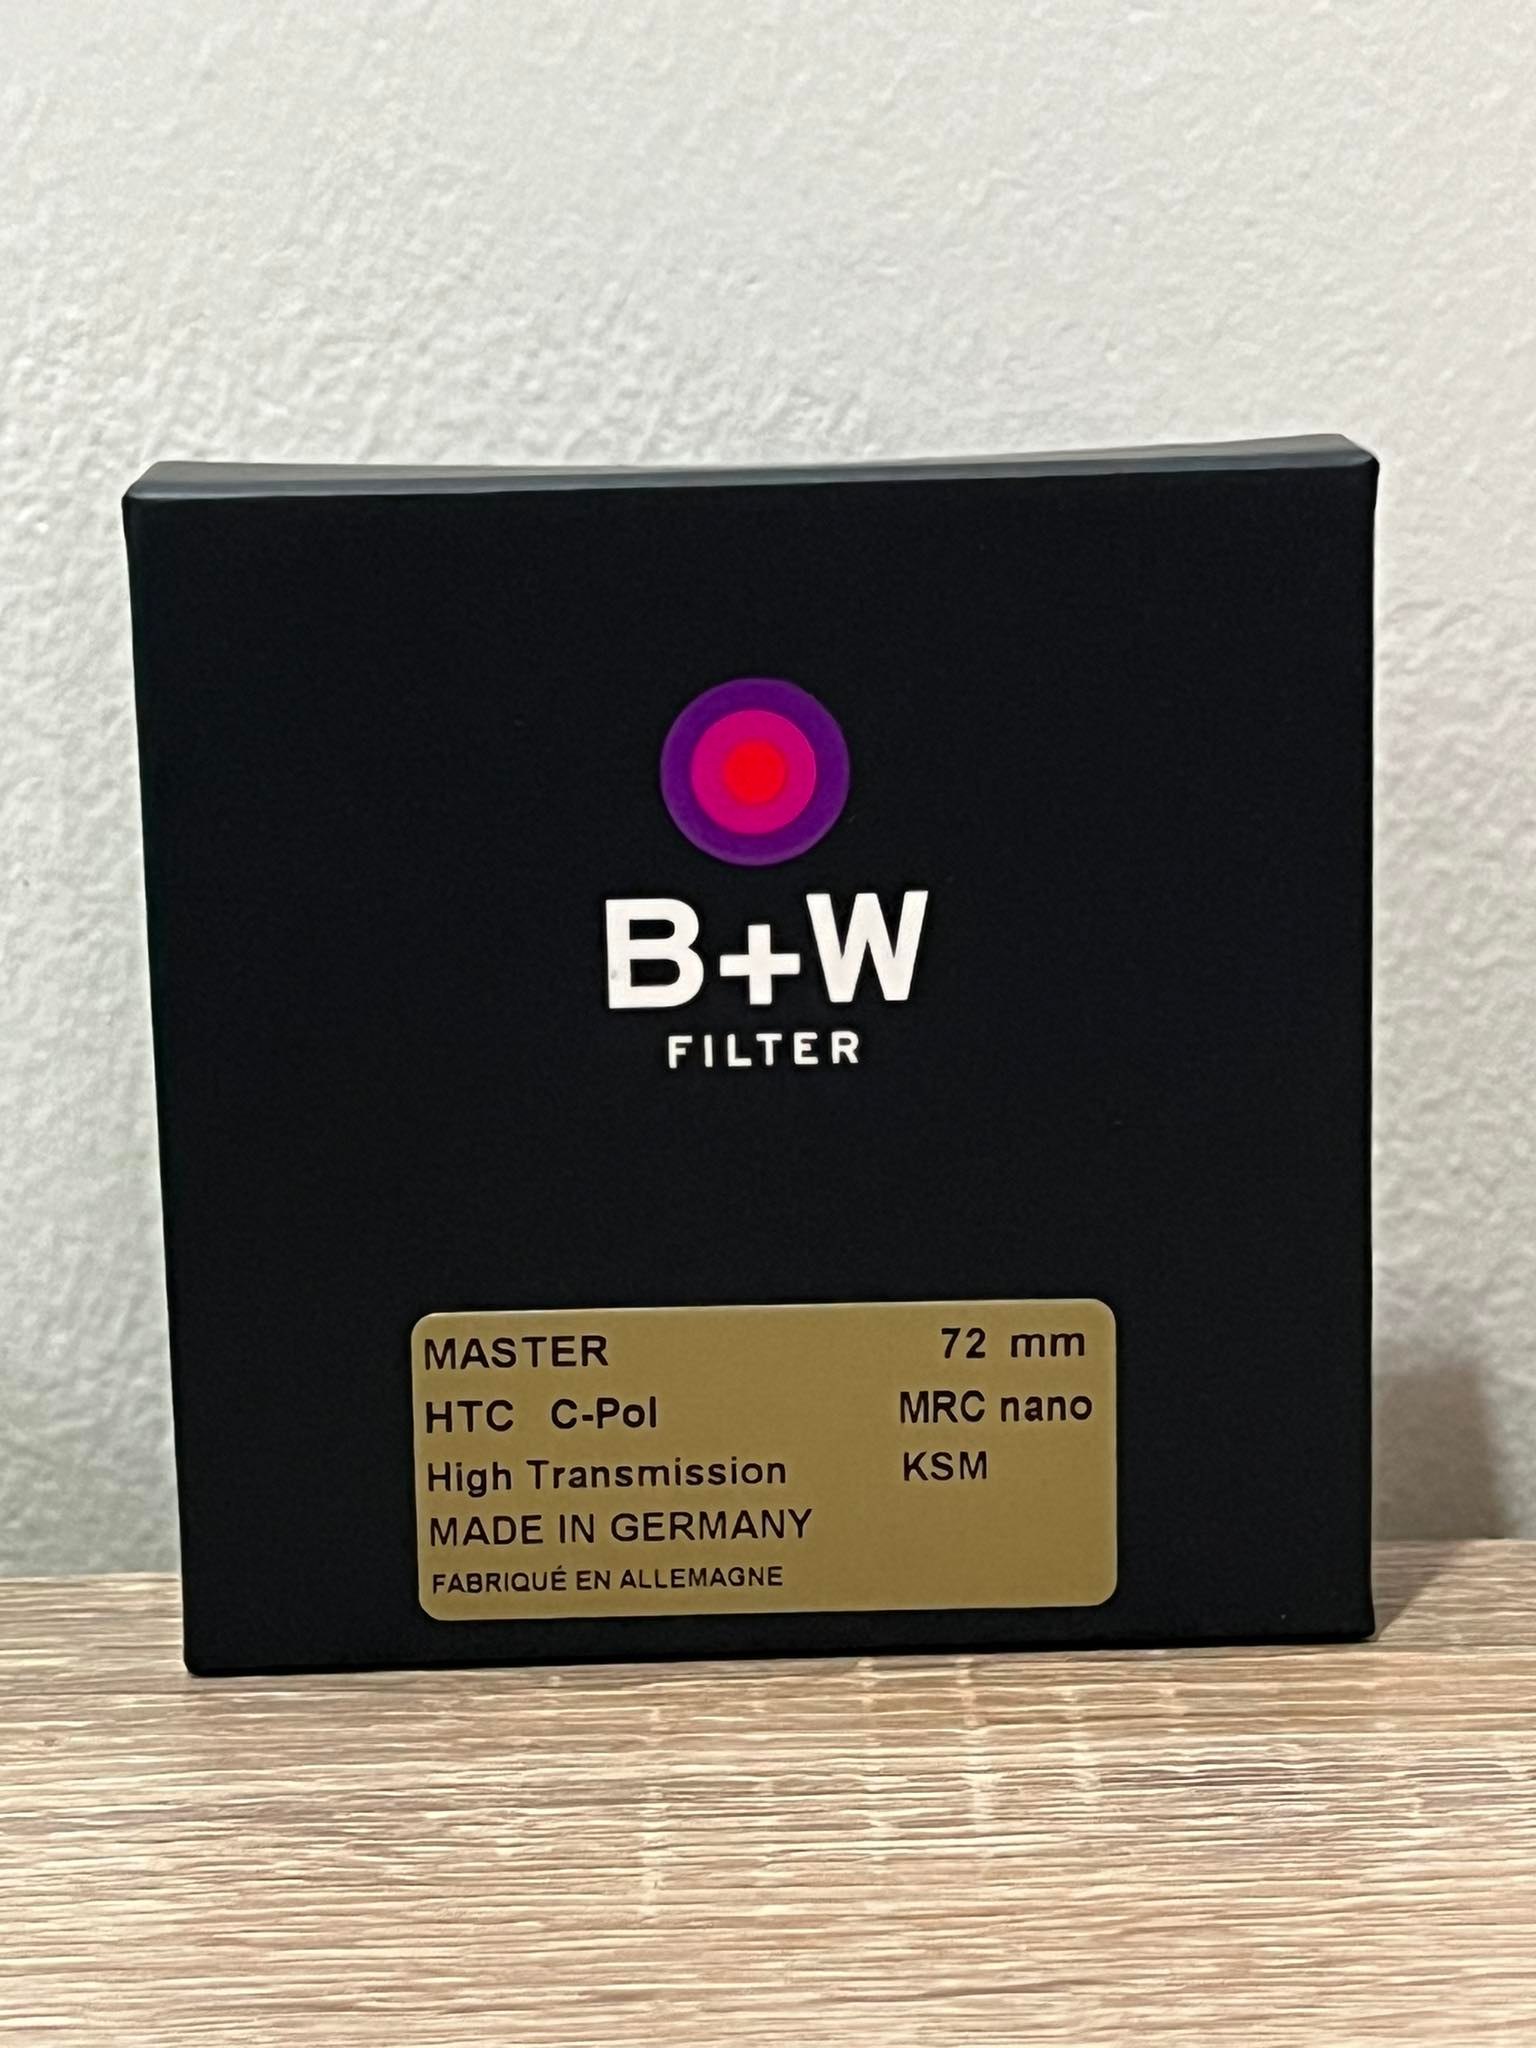 B+W
FILTER
MASTER 72 mm
HTC C-Pol MRC nano
High Transmission KSM
MADE IN GERMANY
FABRIQUÉ EN ALLEMAGNE